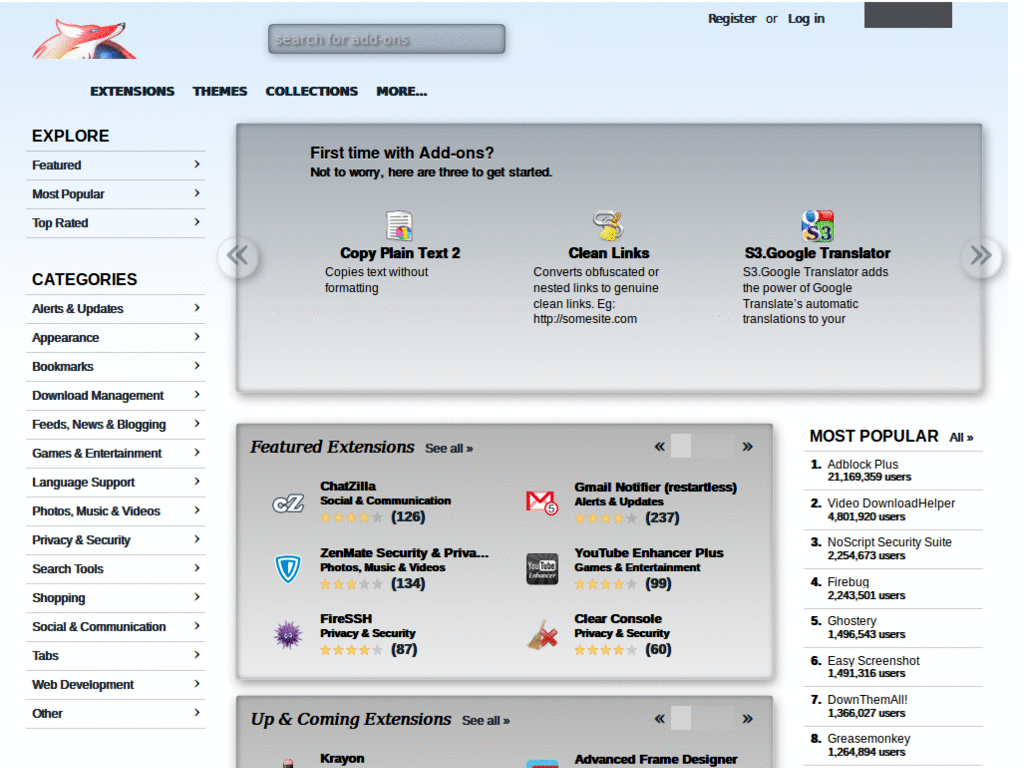 Register or Log in
search for add-ons
EXTENSIONS THEMES COLLECTIONS MORE...
EXPLORE
Featured
Most Popular
Top Rated
CATEGORIES
Alerts & Updates
Appearance
Bookmarks
Download Management
Feeds, News & Blogging
Games & Entertainment
Language Support
Photos, Music & Videos
Privacy & Security
Search Tools
Shopping
Social & Communication
Tabs
Web Development
Other
First time with Add-ons?
Not to worry, here are three to get started.
Copy Plain Text 2
Copies text without
formatting
Clean Links
Converts obfuscated or
nested links to genuine
clean links. Eg:
http://somesite.com
S3
S3.Google Translator
S3.Google Translator adds
the power of Google
Translate's automatic
translations to your
Featured Extensions See all »
cZ
ChatZilla
Social & Communication
(126)
5
Gmail Notifier (restartless)
Alerts & Updates
(237)
ZenMate Security & Priva...
Photos, Music & Videos
(134)
YouTube
Enhancer
YouTube Enhancer Plus
Games & Entertainment
(99)
FireSSH
Privacy & Security
(87)
Clear Console
Privacy & Security
(60)
Up & Coming Extensions See all »
Krayon
Advanced Frame Designer
MOST POPULAR All »
1. Adblock Plus
21,169,359 users
2. Video DownloadHelper
4,801,920 users
3. NoScript Security Suite
2,254,673 users
4. Firebug
2,243,501 users
5. Ghostery
1,496,543 users
6. Easy Screenshot
1,491,316 users
7. DownThemAll!
1,366,027 users
8. Greasemonkey
1,264,894 users